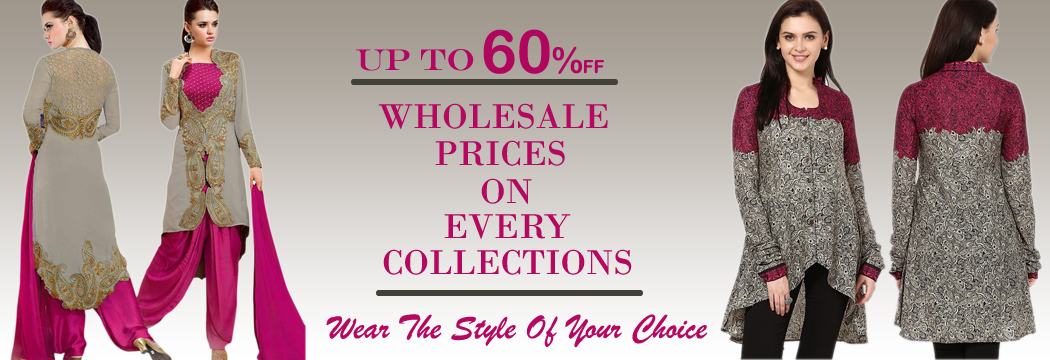 UP TO 60%OFF
WHOLESALE
PRICES
ON
EVERY
COLLECTIONS
Wear The Style Of Your Choice